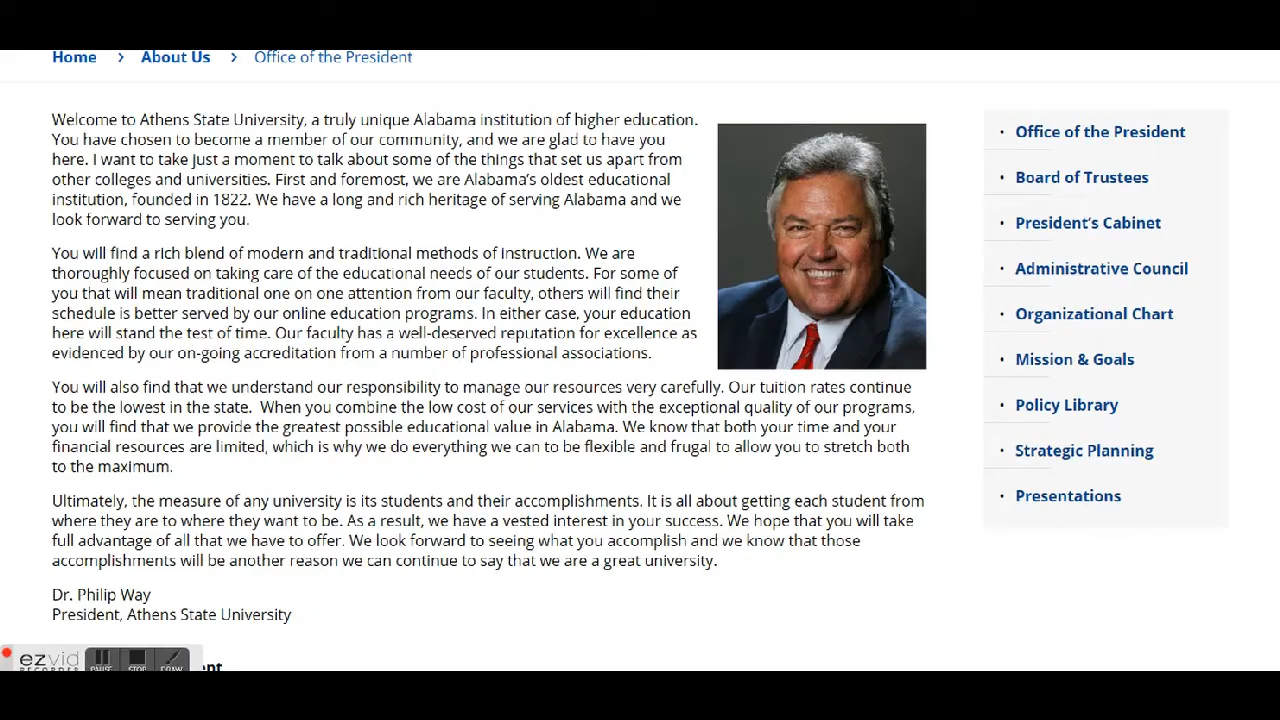 Home > About Us > Office of the President
Welcome to Athens State University, a truly unique Alabama institution of higher education.
You have chosen to become a member of our community, and we are glad to have you
here. I want to take just a moment to talk about some of the things that set us apart from
other colleges and universities. First and foremost, we are Alabama's oldest educational
institution, founded in 1822. We have a long and rich heritage of serving Alabama and we
look forward to serving you.
You will find a rich blend of modern and traditional methods of instruction. We are
thoroughly focused on taking care of the educational needs of our students. For some of
you that will mean traditional one on one attention from our faculty, others will find their
schedule is better served by our online education programs. In either case, your education
here will stand the test of time. Our faculty has a well-deserved reputation for excellence as
evidenced by our on-going accreditation from a number of professional associations.
You will also find that we understand our responsibility to manage our resources very carefully. Our tuition rates continue
to be the lowest in the state. When you combine the low cost of our services with the exceptional quality of our programs,
you will find that we provide the greatest possible educational value in Alabama. We know that both your time and your
financial resources are limited, which is why we do everything we can to be flexible and frugal to allow you to stretch both
to the maximum.
Ultimately, the measure of any university is its students and their accomplishments. It is all about getting each student from
where they are to where they want to be. As a result, we have a vested interest in your success. We hope that you will take
full advantage of all that we have to offer. We look forward to seeing what you accomplish and we know that those
accomplishments will be another reason we can continue to say that we are a great university.
Dr. Philip Way
President, Athens State University
• Office of the President
• Board of Trustees
• President's Cabinet
• Administrative Council
• Organizational Chart
• Mission & Goals
• Policy Library
• Strategic Planning
• Presentations
ezvid
RECORDER
PAUSE STOP DRAW